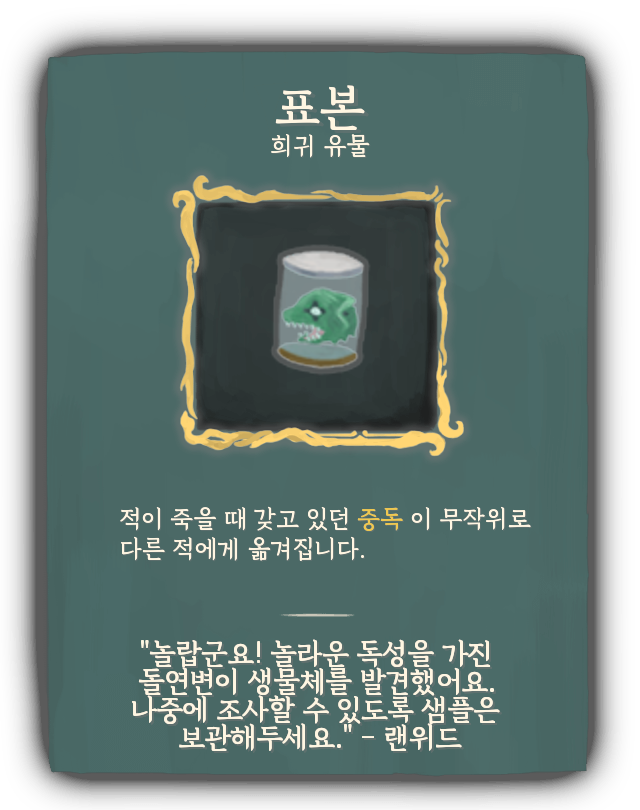 표본
희귀 유물
적이 죽을 때 갖고 있던 중독 이 무작위로
다른 적에게 옮겨집니다.
"놀랍군요! 놀라운 독성을 가진
돌연변이 생물체를 발견했어요.
나중에 조사할 수 있도록 샘플은
보관해두세요." - 랜위드